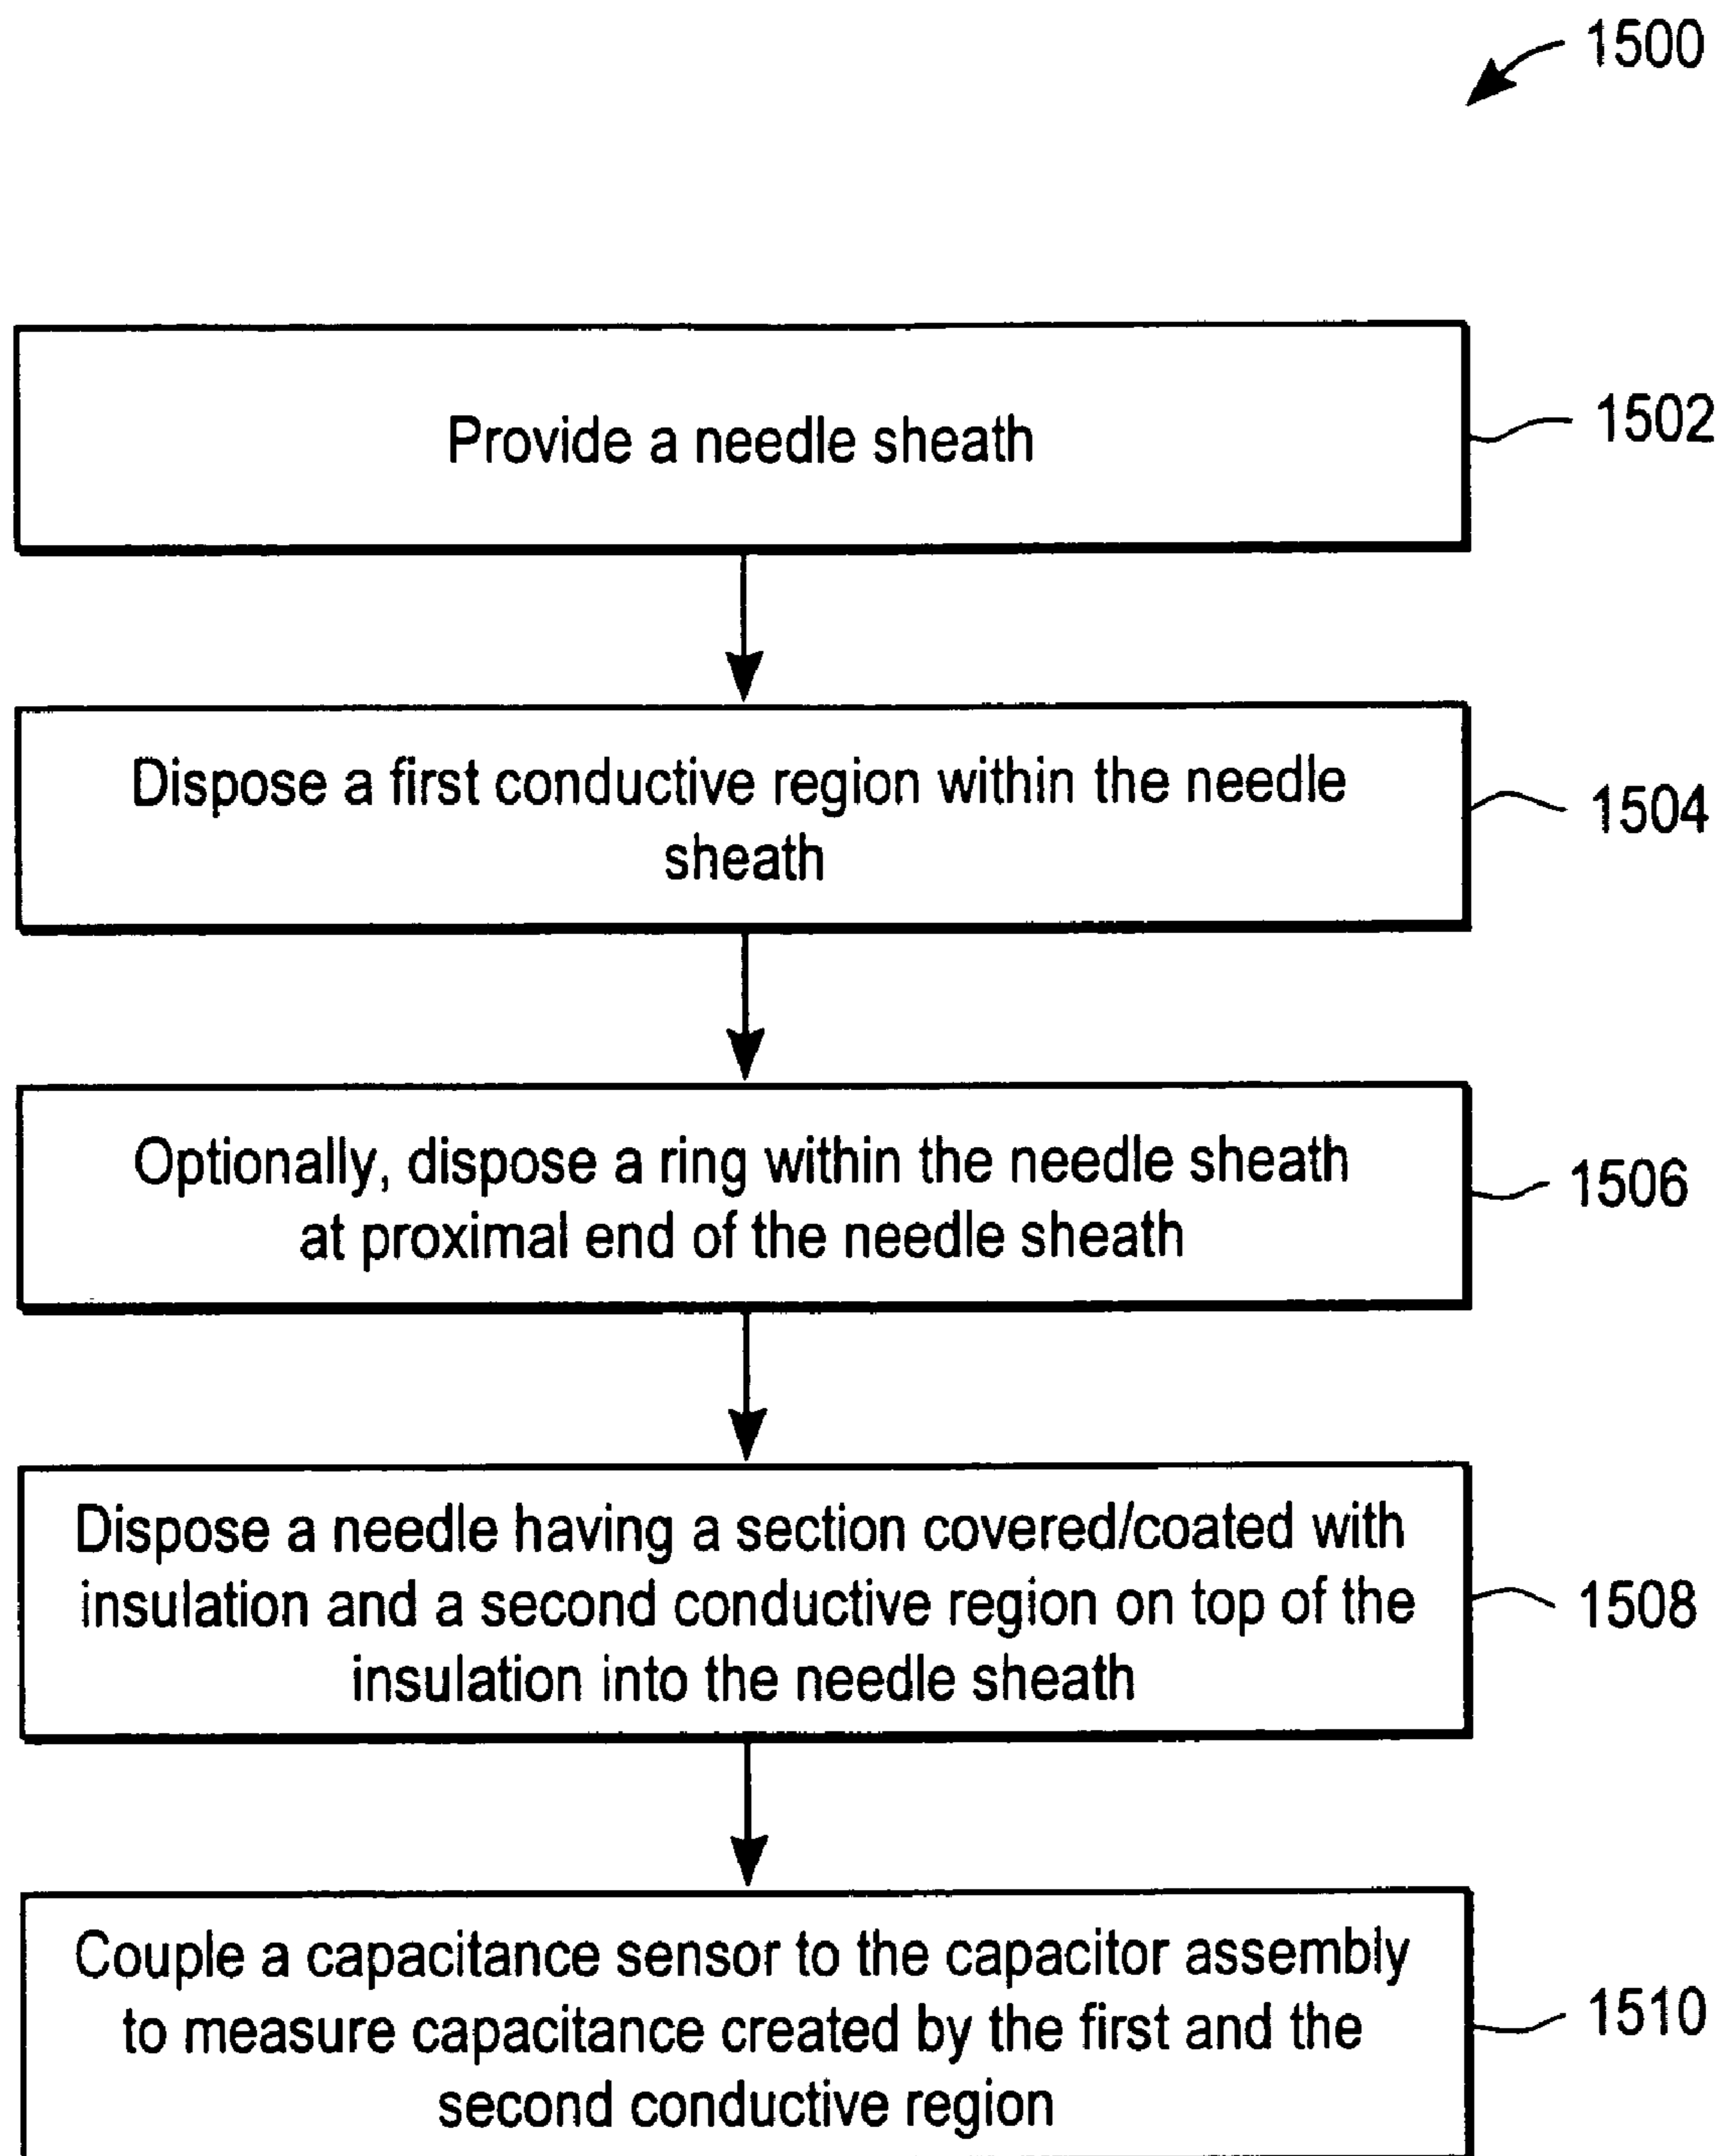 1500
Provide a needle sheath
1502
Dispose a first conductive region within the needle
sheath
1504
Optionally, dispose a ring within the needle sheath
at proximal end of the needle sheath
1506
Dispose a needle having a section covered/coated with
insulation and a second conductive region on top of the
insulation into the needle sheath
1508
Couple a capacitance sensor to the capacitor assembly
to measure capacitance created by the first and the
second conductive region
1510